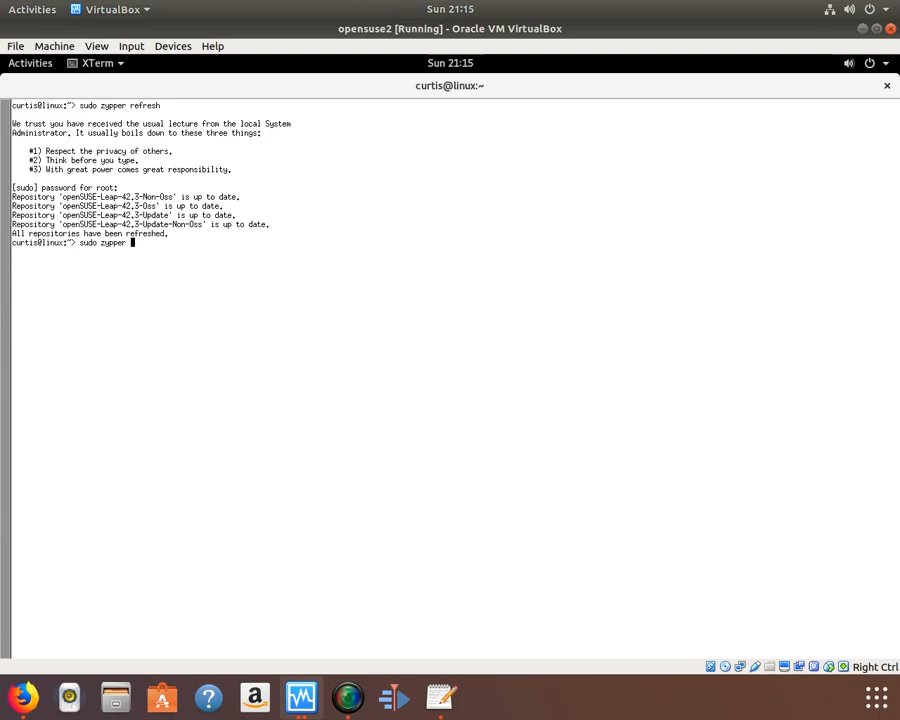 Activities VirtualBox Sun 21:15
opensuse2 [Running] - Oracle VM VirtualBox
File Machine View Input Devices Help
Activities XTerm Sun 21:15
curtis@linux:~
curtis@linux:~> sudo zypper refresh
We trust you have received the usual lecture from the local System
Administrator. It usually boils down to these three things:
#1) Respect the privacy of others.
#2) Think before you type.
#3) With great power comes great responsibility.
[sudo] password for root:
Repository 'openSUSE-Leap-42.3-Non-Oss' is up to date.
Repository 'openSUSE-Leap-42.3-Oss' is up to date.
Repository 'openSUSE-Leap-42.3-Update' is up to date.
Repository 'openSUSE-Leap-42.3-Update-Non-Oss' is up to date.
All repositories have been refreshed.
curtis@linux:~> sudo zypper
Right Ctrl